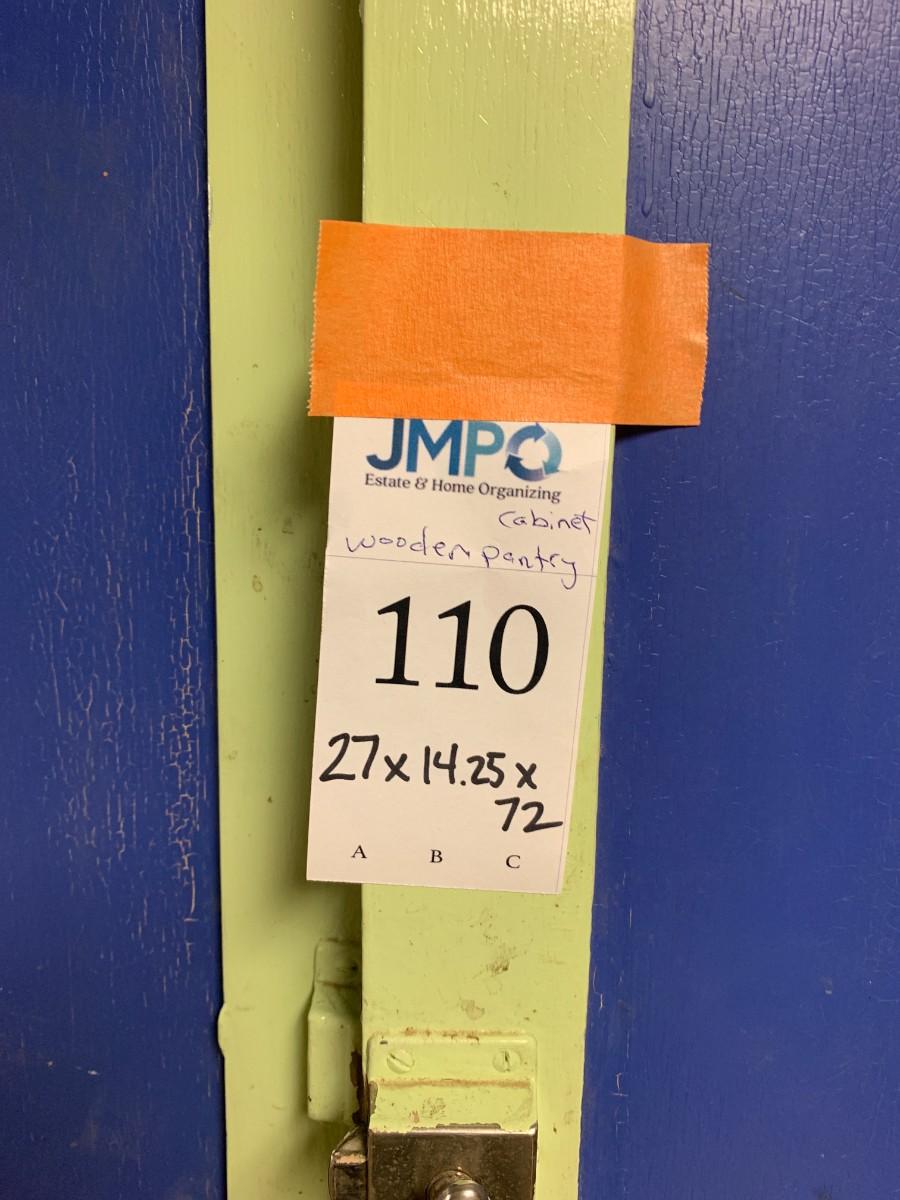 JMPO
Estate & Home Organizing
cabinet
wooden pantry
110
27 x 14.25 x
72
A B C